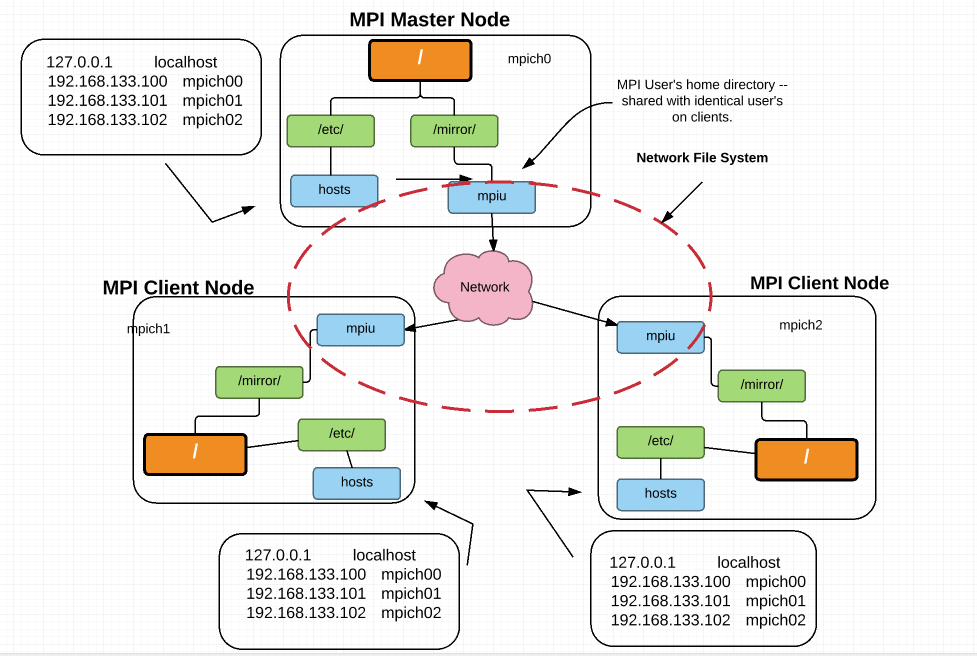 MPI Master Node
127.0.0.1 localhost
192.168.133.100 mpich00
192.168.133.101 mpich01
192.168.133.102 mpich02
/
mpich0
/etc/
/mirror/
hosts
mpiu
MPI User's home directory --
shared with identical user's
on clients.
Network File System
Network
MPI Client Node
mpich1
mpiu
/mirror/
/
/etc/
hosts
MPI Client Node
mpich2
mpiu
/mirror/
/etc/
/
hosts
127.0.0.1 localhost
192.168.133.100 mpich00
192.168.133.101 mpich01
192.168.133.102 mpich02
127.0.0.1 localhost
192.168.133.100 mpich00
192.168.133.101 mpich01
192.168.133.102 mpich02